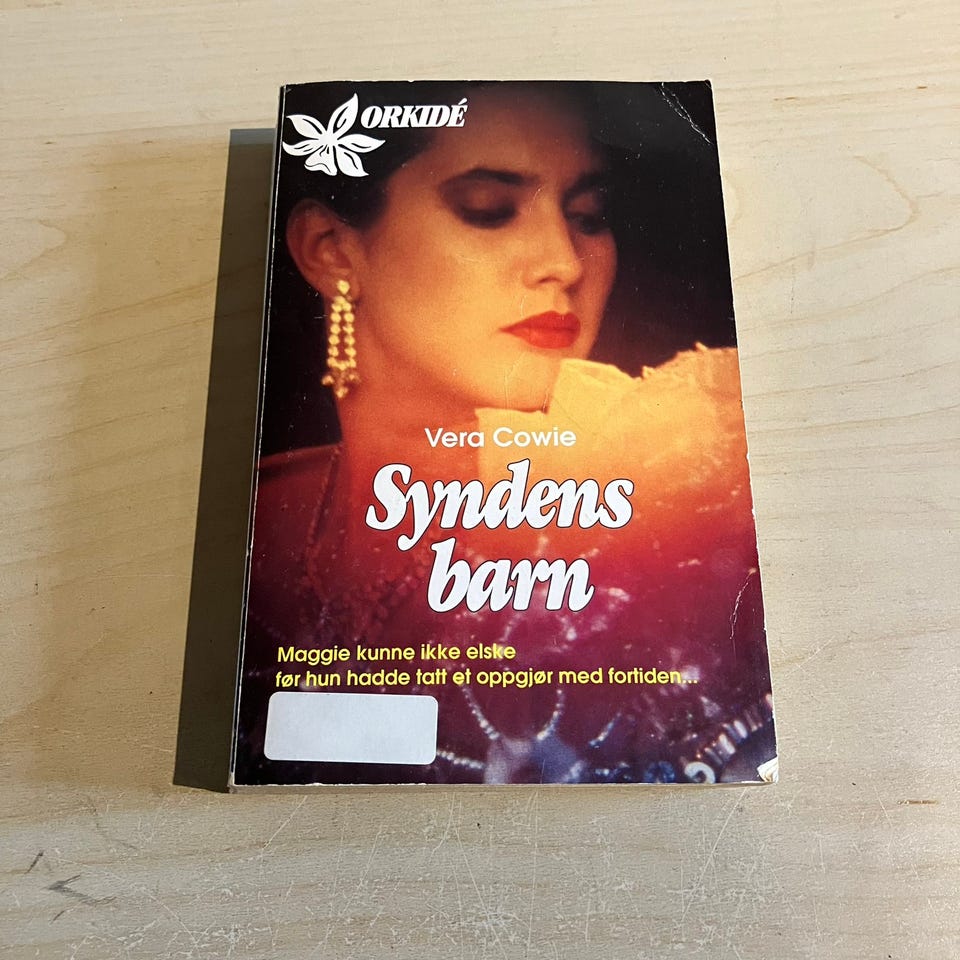 ORKIDÉ
Vera Cowie
Syndens
barn
Maggie kunne ikke elske
før hun hadde tatt et oppgjør med fortiden...